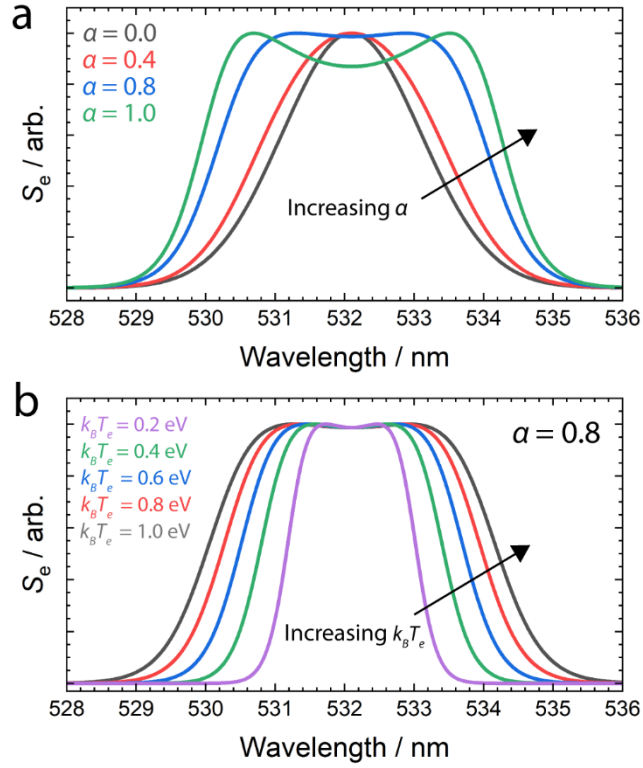 a
α = 0.0
α = 0.4
α = 0.8
α = 1.0
Increasing α
S_e / arb.
528 529 530 531 532 533 534 535 536
Wavelength / nm
b
k_BT_e = 0.2 eV
k_BT_e = 0.4 eV
k_BT_e = 0.6 eV
k_BT_e = 0.8 eV
k_BT_e = 1.0 eV
α = 0.8
Increasing k_BT_e
S_e / arb.
528 529 530 531 532 533 534 535 536
Wavelength / nm